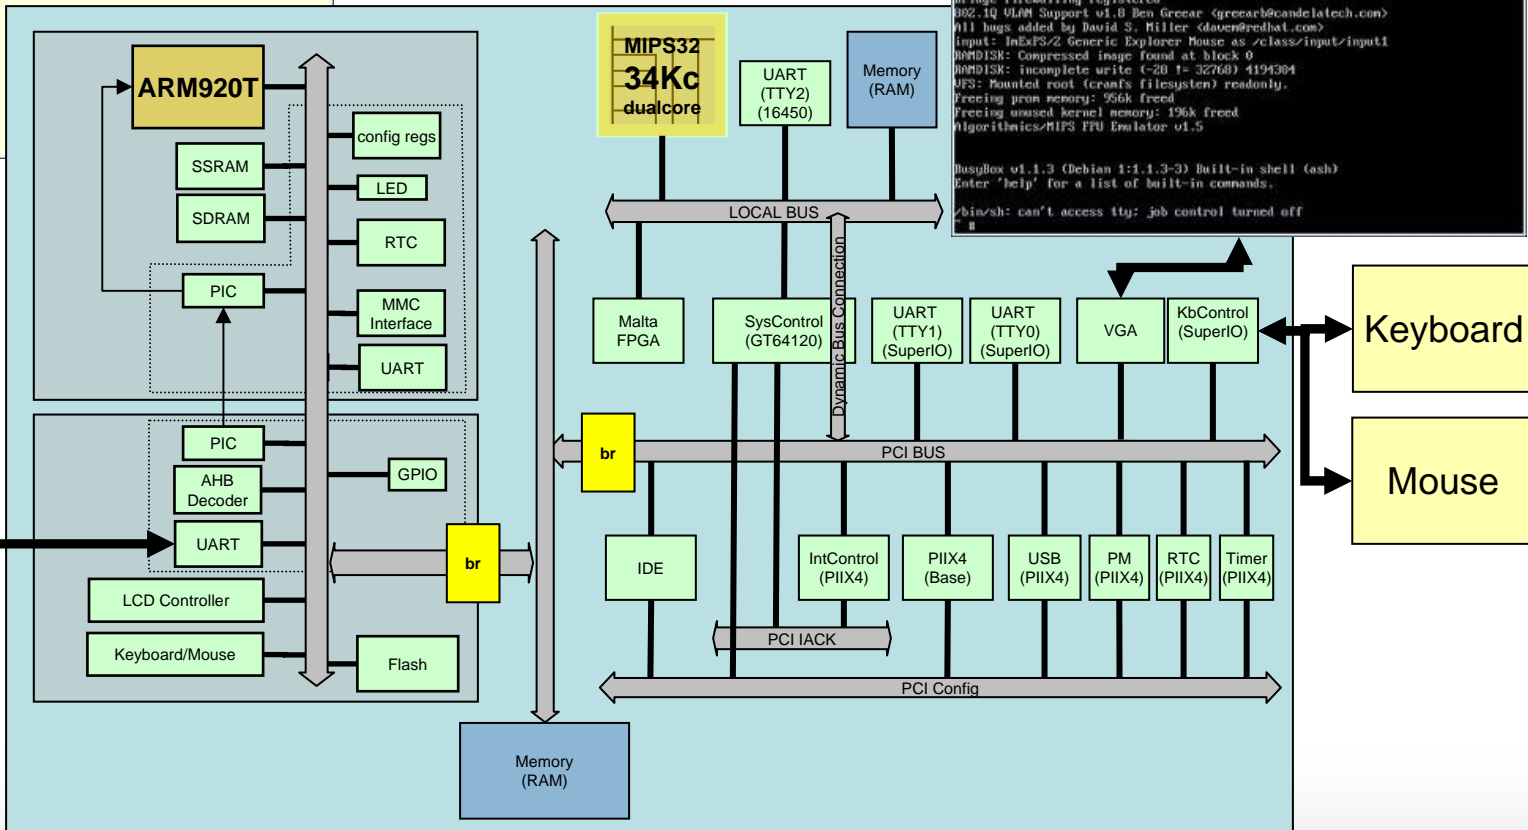 Bridge firewalling registered
802.1Q VLAN Support v1.8 Ben Greear <greearb@candelatech.com>
All bugs added by David S. Miller <davem@redhat.com>
input: ImExPS/2 Generic Explorer Mouse as /class/input/input1
RAMDISK: Compressed image found at block 0
RAMDISK: incomplete write (-28 != 32768) 4194304
VFS: Mounted root (cramfs filesystem) readonly.
Freeing prom memory: 956k freed
Freeing unused kernel memory: 196k freed
Algorithmics/MIPS FPU Emulator v1.5
BusyBox v1.1.3 (Debian 1:1.1.3-3) Built-in shell (ash)
Enter 'help' for a list of built-in commands.
/bin/sh: can't access tty; job control turned off
~ #
ARM920T
config regs
SSRAM
LED
SDRAM
RTC
PIC
MMC
Interface
UART
PIC
GPIO
AHB
Decoder
UART
br
LCD Controller
Keyboard/Mouse
Flash
MIPS32
34Kc
dualcore
UART
(TTY2)
(16450)
Memory
(RAM)
LOCAL BUS
Dynamic Bus Connection
Malta
FPGA
SysControl
(GT64120)
UART
(TTY1)
(SuperIO)
UART
(TTY0)
(SuperIO)
VGA
KbControl
(SuperIO)
Keyboard
Mouse
br
PCI BUS
IDE
IntControl
(PIIX4)
PIIX4
(Base)
USB
(PIIX4)
PM
(PIIX4)
RTC
(PIIX4)
Timer
(PIIX4)
PCI IACK
PCI Config
Memory
(RAM)